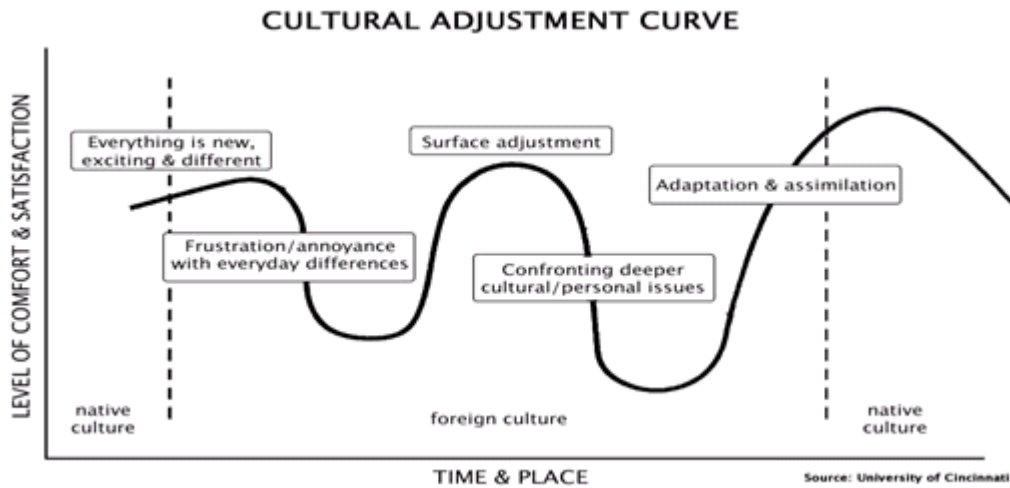 CULTURAL ADJUSTMENT CURVE
LEVEL OF COMFORT & SATISFACTION
Everything is new,
exciting & different
Surface adjustment
Adaptation & assimilation
Frustration/annoyance
with everyday differences
Confronting deeper
cultural/personal issues
native
culture
foreign culture
native
culture
TIME & PLACE
Source: University of Cincinnati